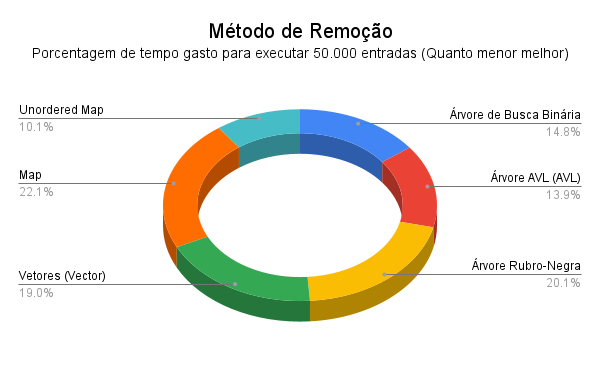 Método de Remoção
Porcentagem de tempo gasto para executar 50.000 entradas (Quanto menor melhor)
Unordered Map
10.1%
Árvore de Busca Binária
14.8%
Map
22.1%
Árvore AVL (AVL)
13.9%
Vetores (Vector)
19.0%
Árvore Rubro-Negra
20.1%